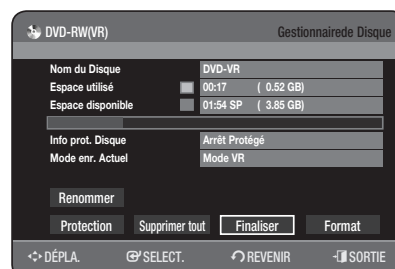 DVD-RW(VR) Gestionnairede Disque
Nom du Disque DVD-VR
Espace utilisé 00:17 ( 0.52 GB)
Espace disponible 01:54 SP ( 3.85 GB)
Info prot. Disque Arrêt Protégé
Mode enr. Actuel Mode VR
Renommer
Protection Supprimer tout Finaliser Format
DÉPLA. SELECT. REVENIR SORTIE